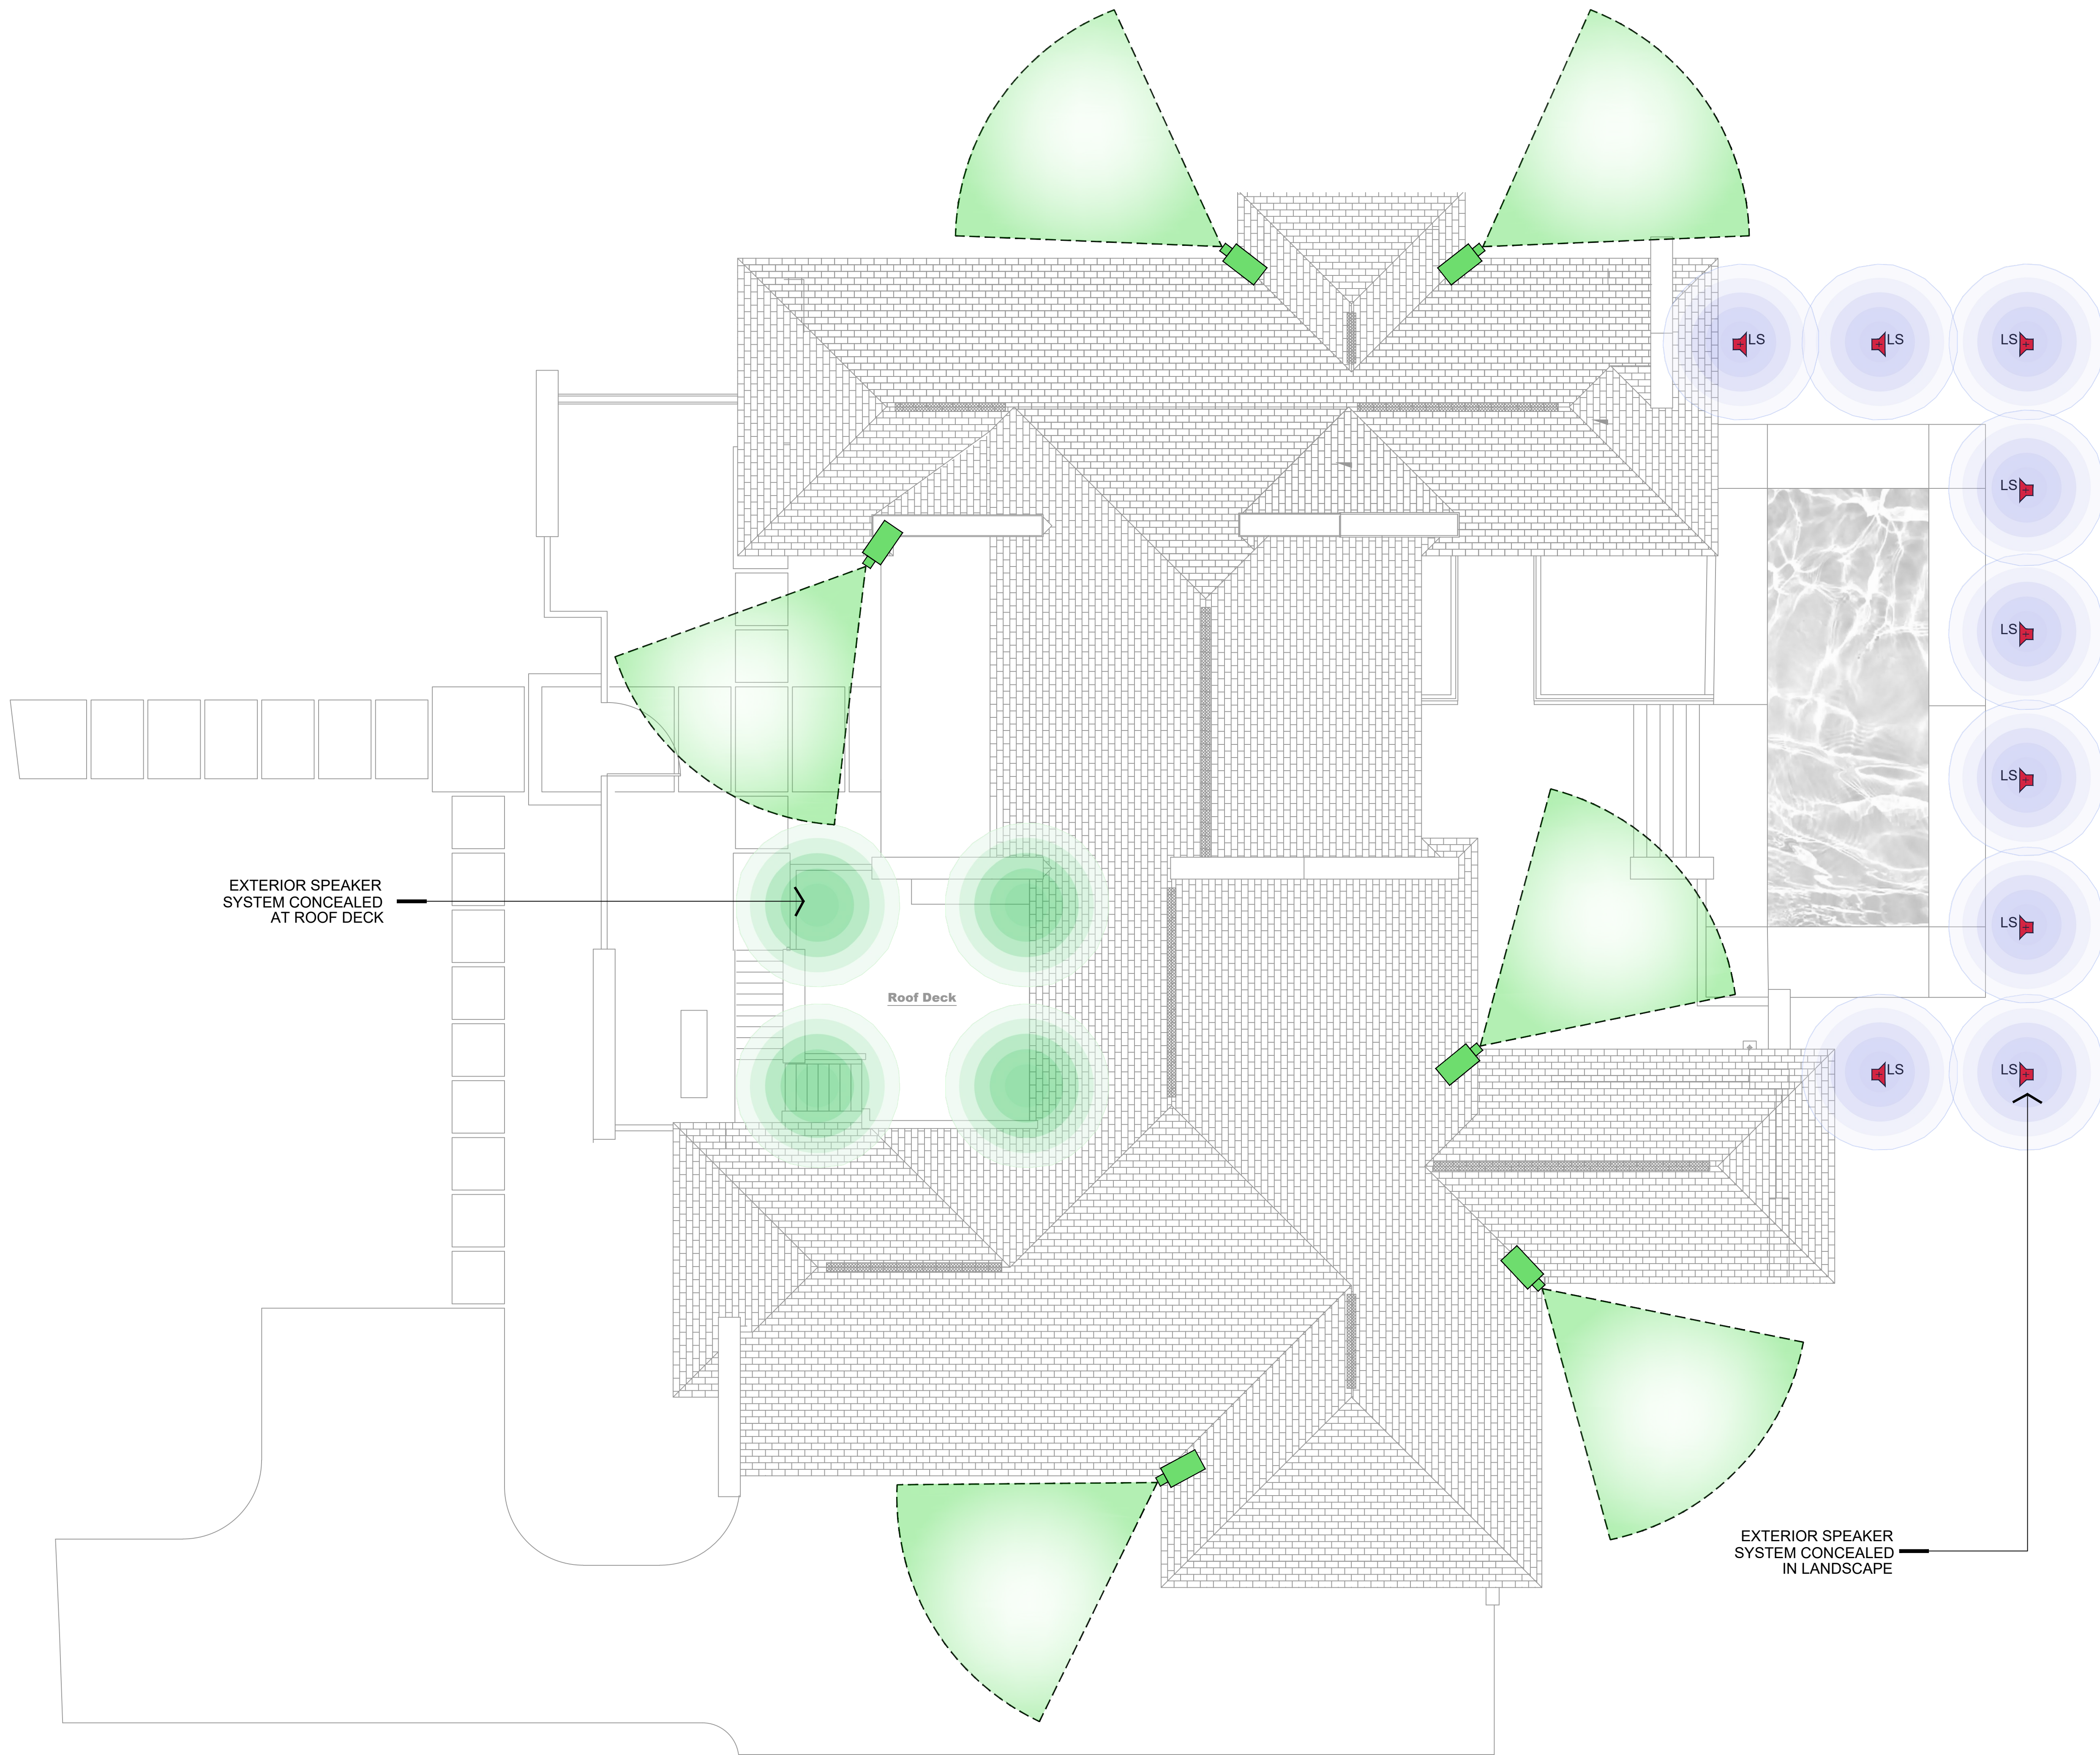 LS
LS
LS
LS
LS
LS
EXTERIOR SPEAKER
SYSTEM CONCEALED
AT ROOF DECK
LS
Roof Deck
LS
LS
EXTERIOR SPEAKER
SYSTEM CONCEALED
IN LANDSCAPE